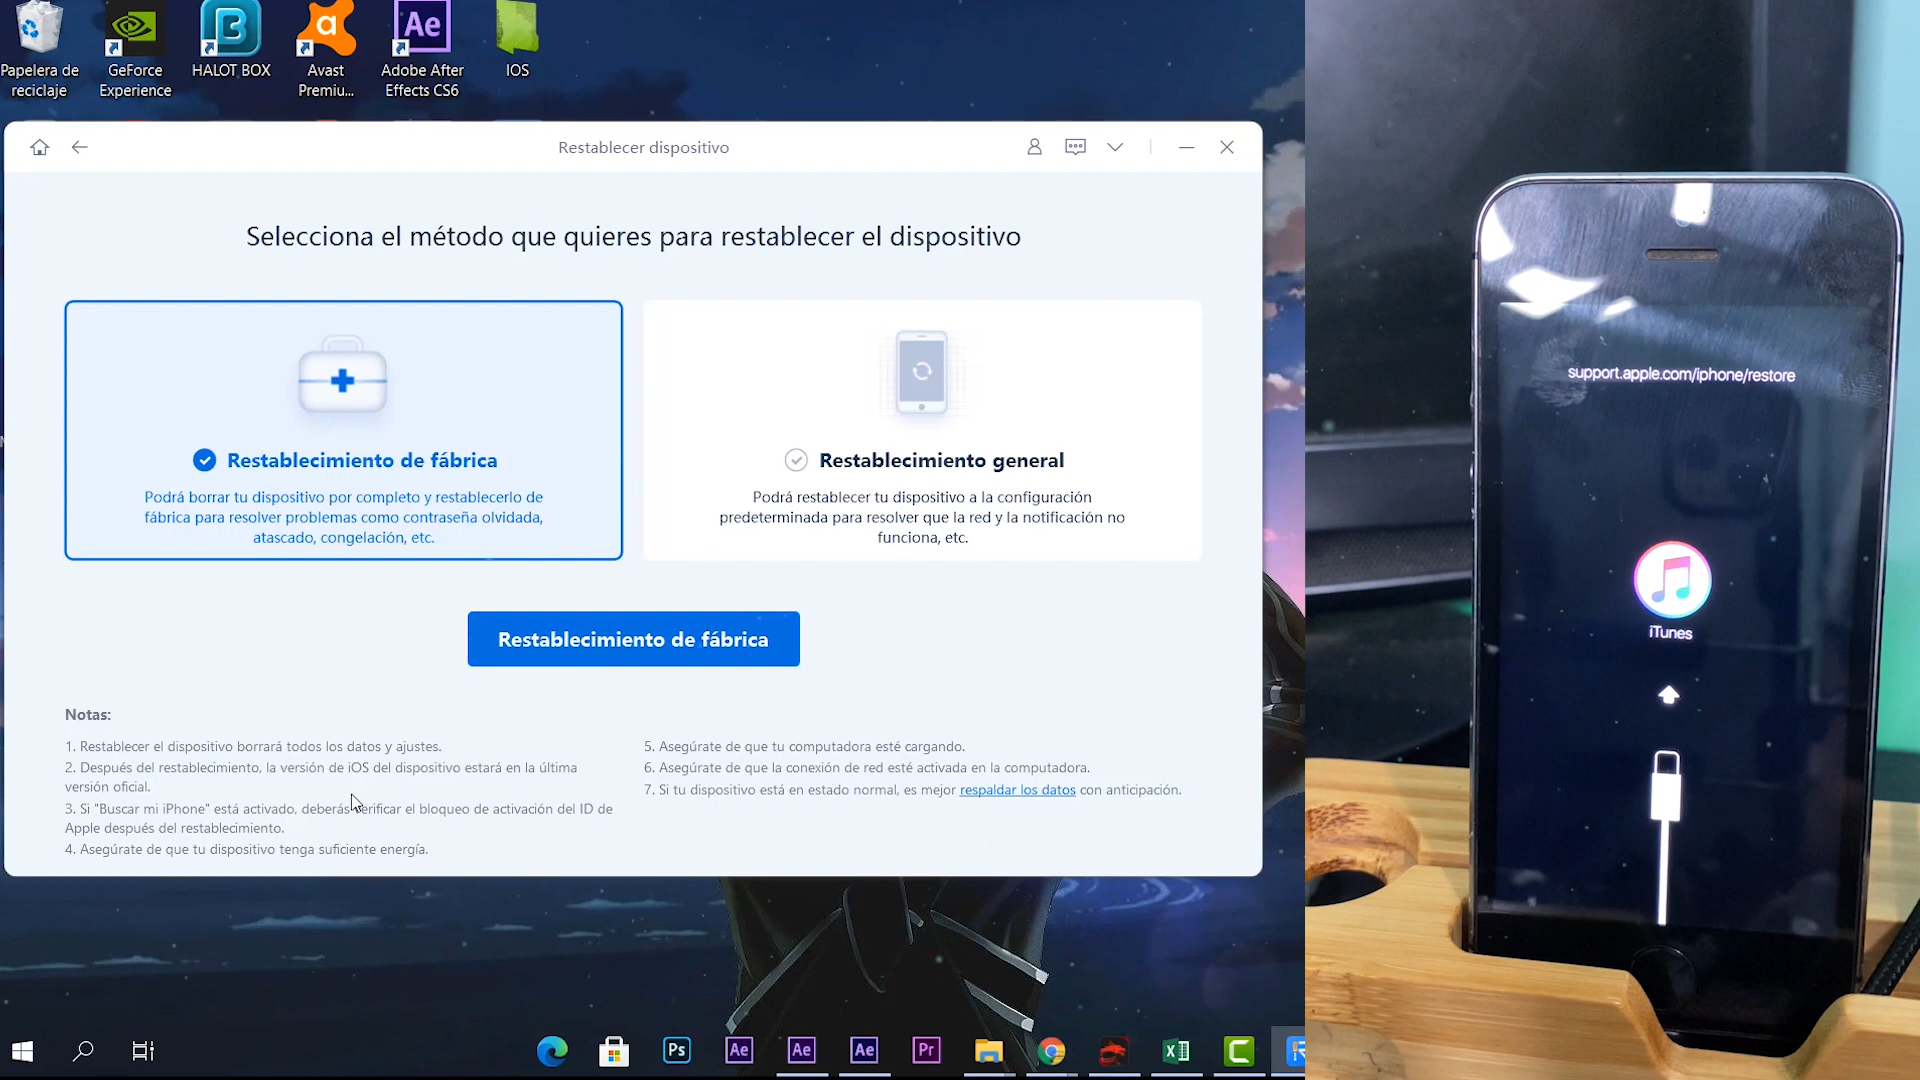 Papelera de
reciclaje
GeForce
Experience
HALOT BOX
Avast
Premiu...
Adobe After
Effects CS6
IOS
Restablecer dispositivo
Selecciona el método que quieres para restablecer el dispositivo
Restablecimiento de fábrica
Podrá borrar tu dispositivo por completo y restablecerlo de
fábrica para resolver problemas como contraseña olvidada,
atascado, congelación, etc.
Restablecimiento general
Podrá restablecer tu dispositivo a la configuración
predeterminada para resolver que la red y la notificación no
funciona, etc.
Restablecimiento de fábrica
Notas:
1. Restablecer el dispositivo borrará todos los datos y ajustes.
2. Después del restablecimiento, la versión de iOS del dispositivo estará en la última
versión oficial.
3. Si "Buscar mi iPhone" está activado, deberás verificar el bloqueo de activación del ID de
Apple después del restablecimiento.
4. Asegúrate de que tu dispositivo tenga suficiente energía.
5. Asegúrate de que tu computadora esté cargando.
6. Asegúrate de que la conexión de red esté activada en la computadora.
7. Si tu dispositivo está en estado normal, es mejor respaldar los datos con anticipación.
Ps
Ae
Ae
Ae
Pr
support.apple.com/iphone/restore
iTunes